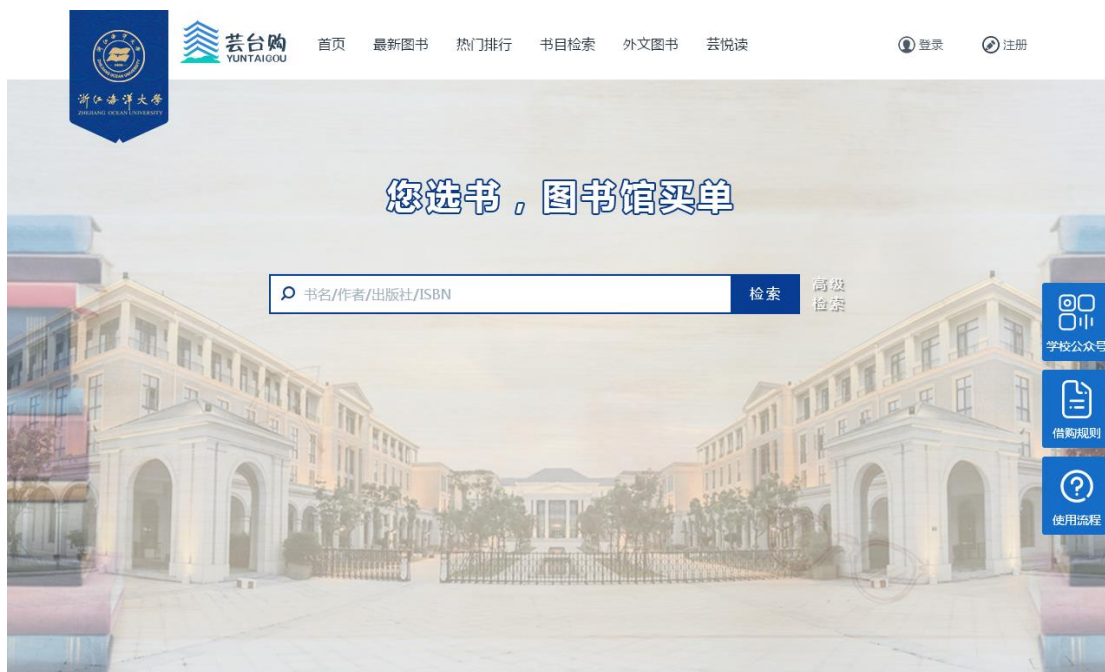 芸台购
YUNTAIGOU
首页 最新图书 热门排行 书目检索 外文图书 芸悦读 登录 注册
浙江海洋大学
ZHEJIANG OCEAN UNIVERSITY
您选书,图书馆买单
书名/作者/出版社/ISBN 检索
高级
检索
学校公众号
借购规则
使用流程